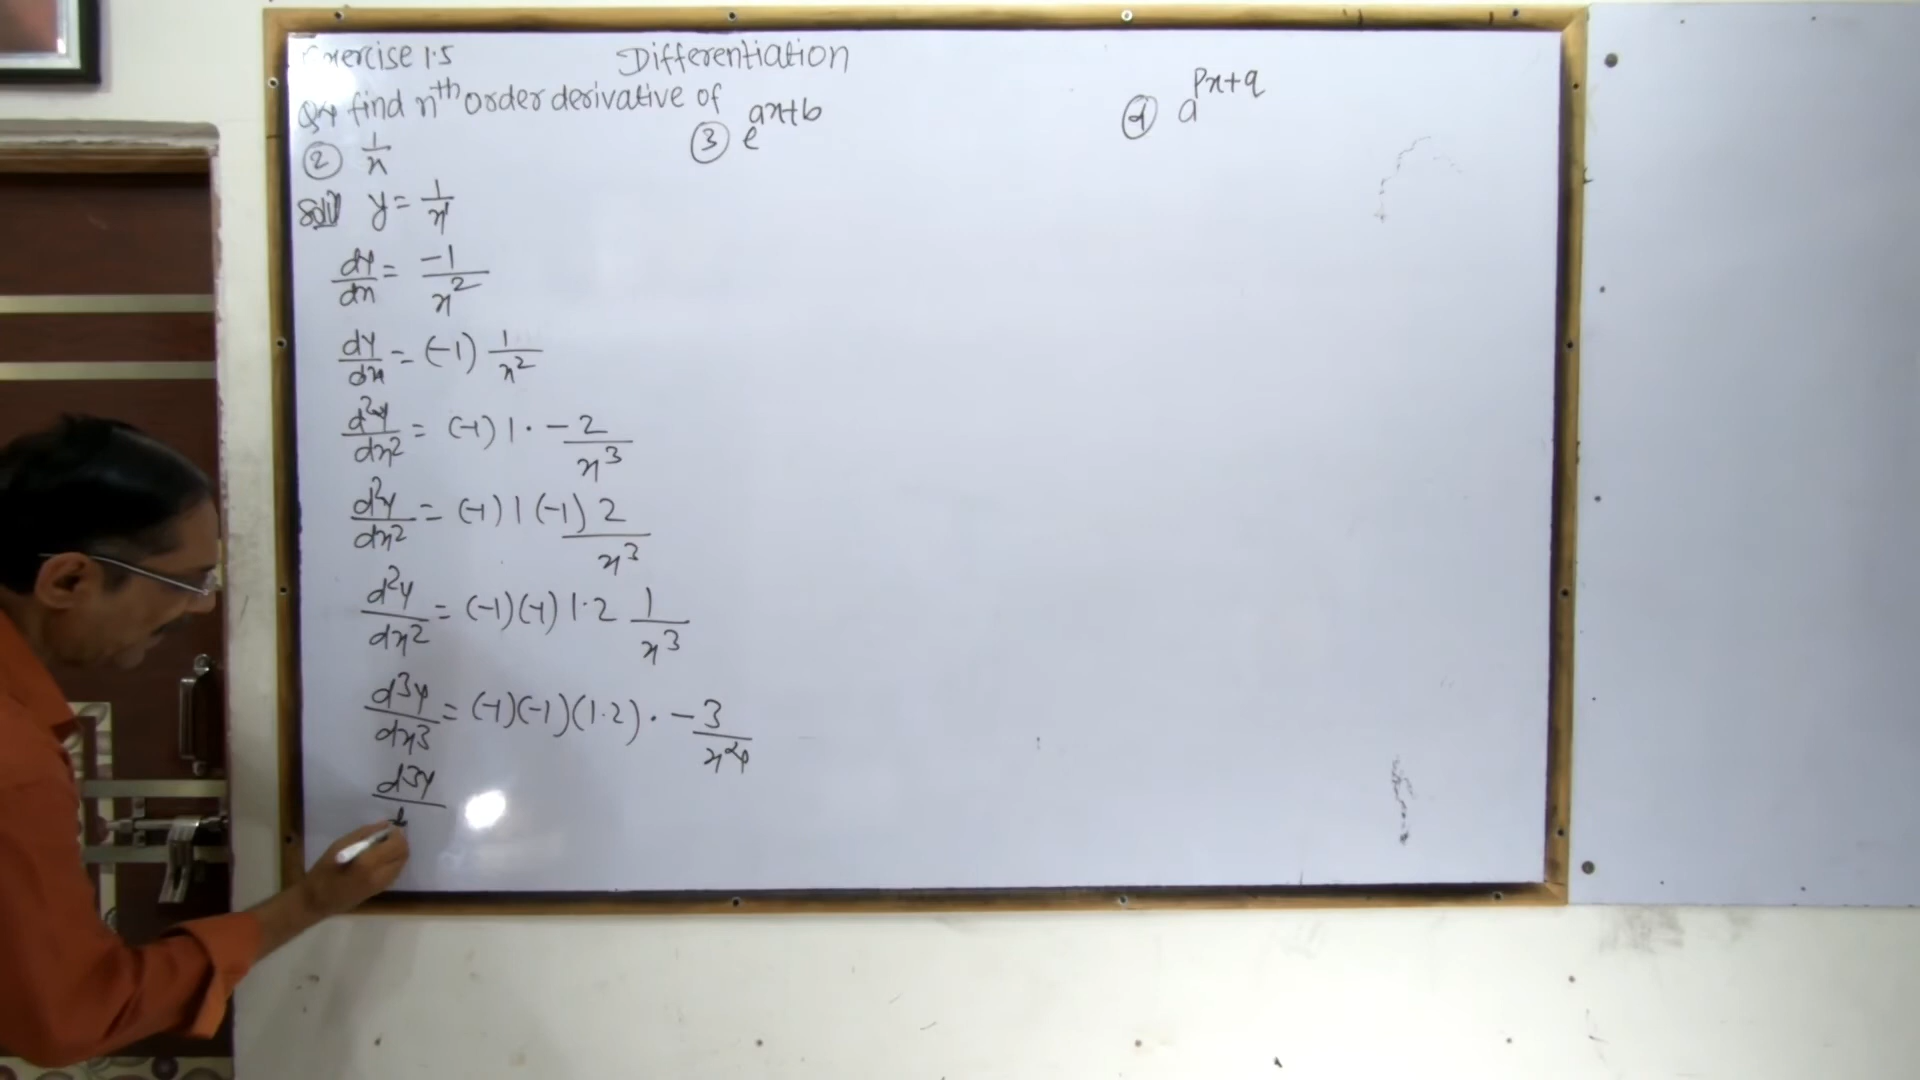 Exercise 1.5 Differentiation
Q4 find nth order derivative of
② 1/x ③ e^(ax+b) ④ a^(px+q)
Solⁿ y = 1/x¹
dy/dx = -1/x²
dy/dx = (-1) 1/x²
d²y/dx² = (-1) 1 · -2/x³
d²y/dx² = (-1) 1 (-1) 2/x³
d²y/dx² = (-1)(-1) 1·2 1/x³
d³y/dx³ = (-1)(-1)(1·2) · -3/x⁴
d³y/d